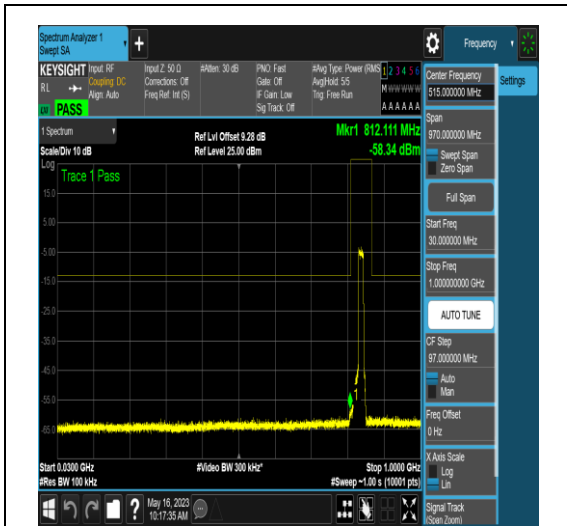 Spectrum Analyzer 1
Swept SA
+
Frequency
KEYSIGHT
RL
PASS
Input: RF
Coupling: DC
Align: Auto
Input Z: 50 Ω
Corrections: Off
Freq Ref: Int (S)
#Atten: 30 dB
PNO: Fast
Gate: Off
IF Gain: Low
Sig Track: Off
#Avg Type: Power (RMS
Avg|Hold: 5/5
Trig: Free Run
1 2 3 4 5 6
M W W W W W
A A A A A A
Center Frequency
515.000000 MHz
Settings
Span
970.000000 MHz
Swept Span
Zero Span
Full Span
Start Freq
30.000000 MHz
Stop Freq
1.000000000 GHz
AUTO TUNE
CF Step
97.000000 MHz
Auto
Man
Freq Offset
0 Hz
X Axis Scale
Log
Lin
Signal Track
(Span Zoom)
1 Spectrum
Scale/Div 10 dB
Ref Lvl Offset 9.28 dB
Ref Level 25.00 dBm
Mkr1 812.111 MHz
-58.34 dBm
Log
Trace 1 Pass
15.0
5.00
-5.00
-15.0
-25.0
-35.0
-45.0
-55.0
-65.0
Start 0.0300 GHz
#Res BW 100 kHz
#Video BW 300 kHz*
Stop 1.0000 GHz
#Sweep ~1.00 s (10001 pts)
?
May 16, 2023
10:17:35 AM